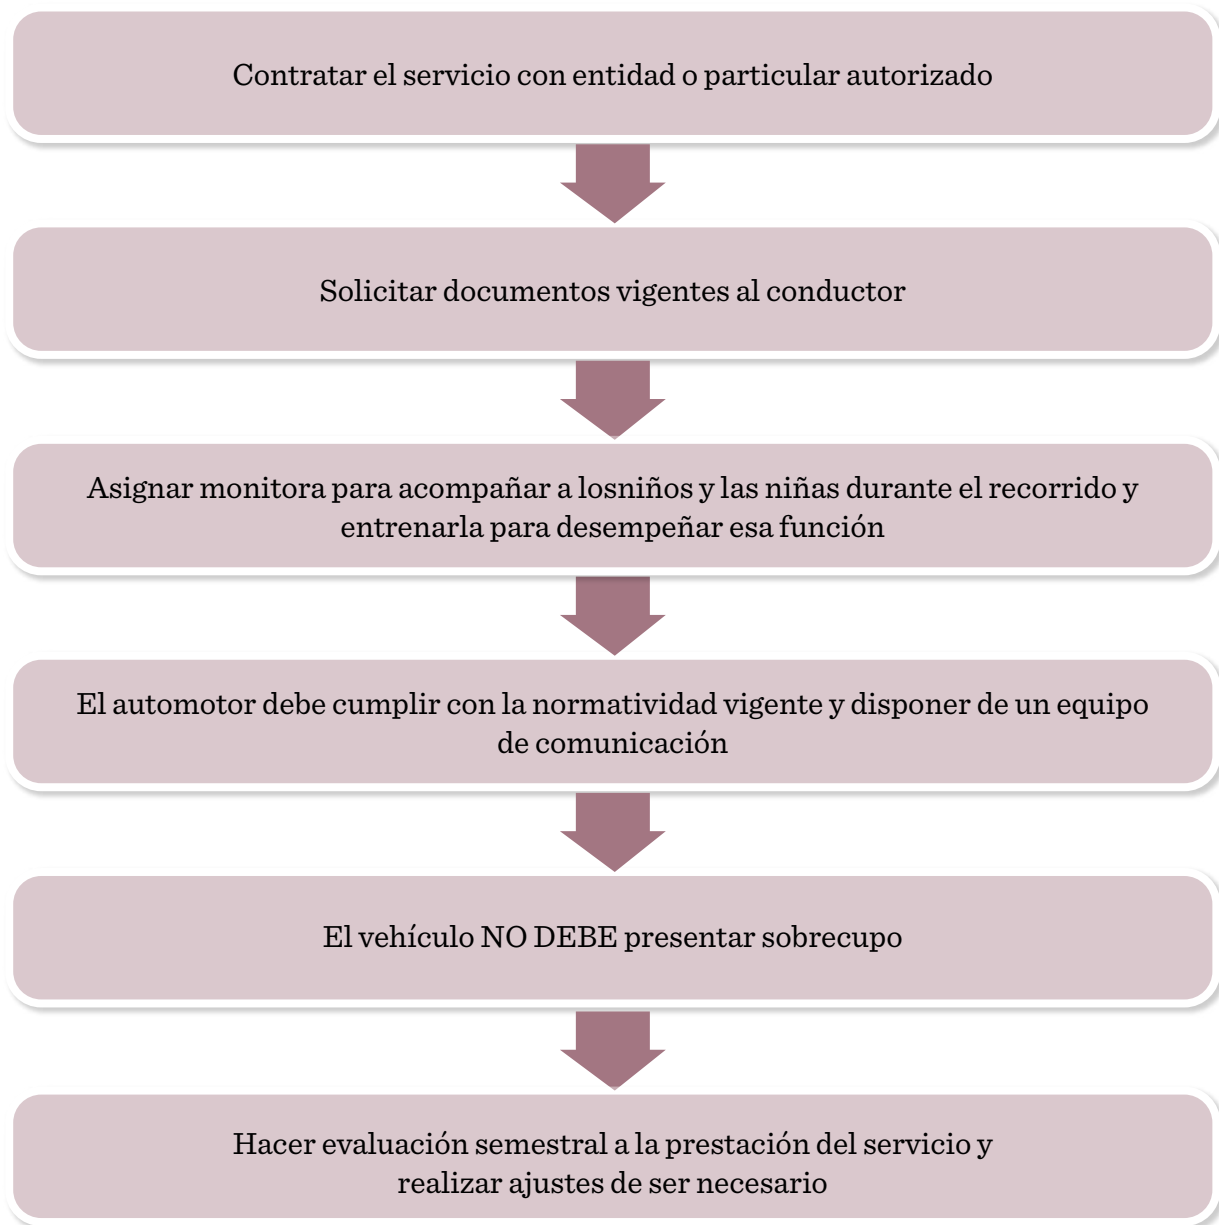 Contratar el servicio con entidad o particular autorizado
Solicitar documentos vigentes al conductor
Asignar monitora para acompañar a losniños y las niñas durante el recorrido y
entrenarla para desempeñar esa función
El automotor debe cumplir con la normatividad vigente y disponer de un equipo
de comunicación
El vehículo NO DEBE presentar sobrecupo
Hacer evaluación semestral a la prestación del servicio y
realizar ajustes de ser necesario